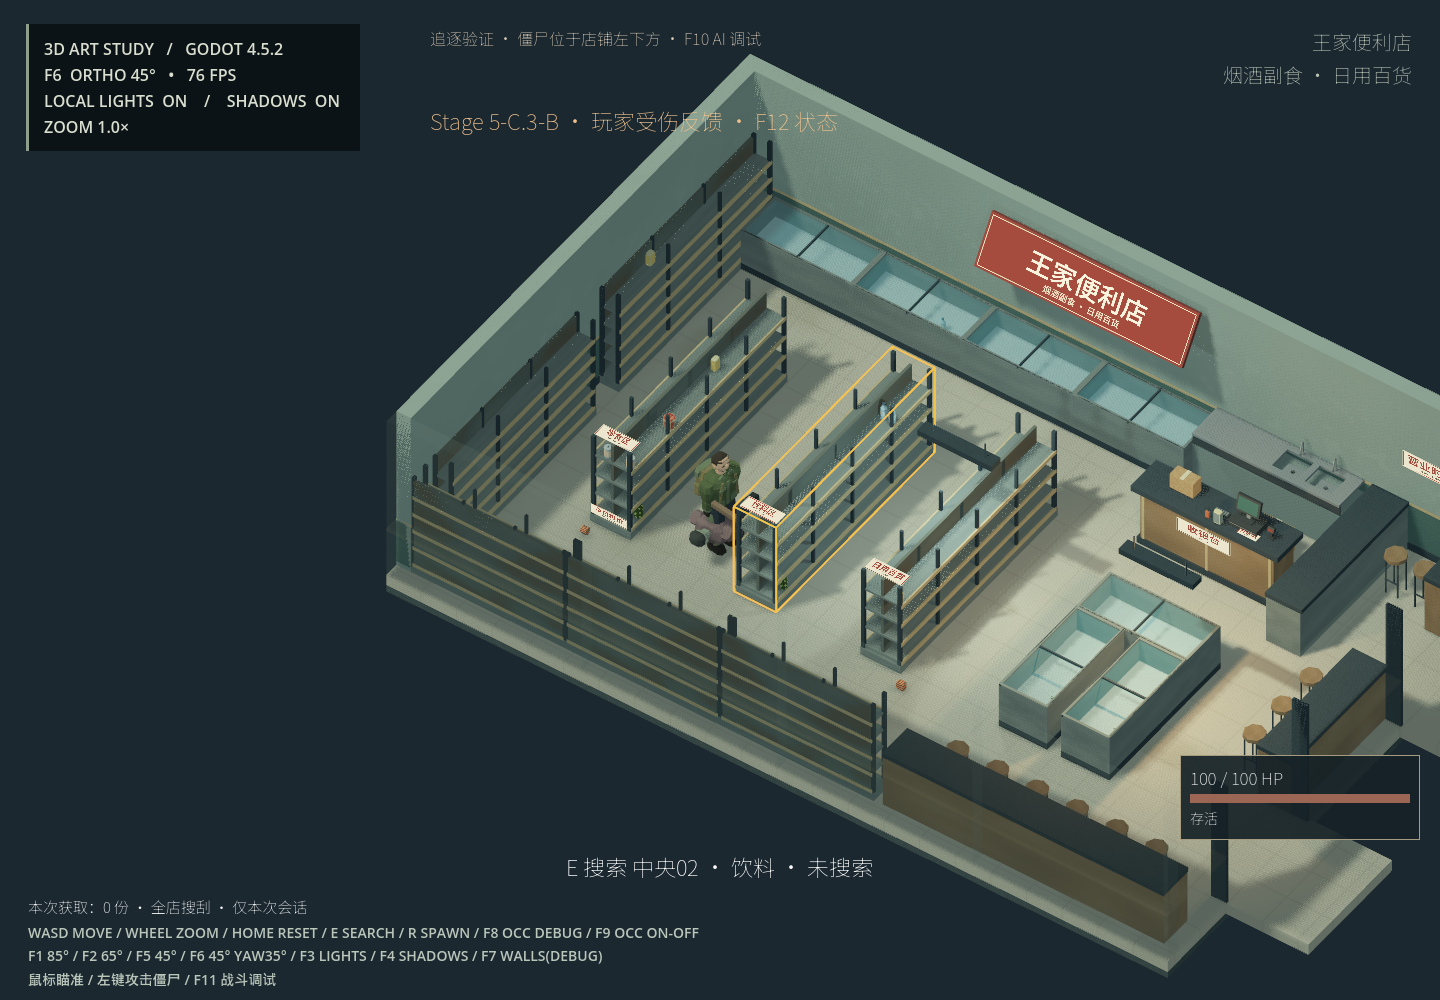 3D ART STUDY / GODOT 4.5.2
F6 ORTHO 45° • 76 FPS
LOCAL LIGHTS ON / SHADOWS ON
ZOOM 1.0×
追逐验证 · 僵尸位于店铺左下方 · F10 AI 调试
Stage 5-C.3-B · 玩家受伤反馈 · F12 状态
王家便利店
烟酒副食 · 日用百货
王家便利店
烟酒副食 · 日用百货
收银台
日用百货
100 / 100 HP
存活
E 搜索 中央02 · 饮料 · 未搜索
本次获取：0 份 · 全店搜刮 · 仅本次会话
WASD MOVE / WHEEL ZOOM / HOME RESET / E SEARCH / R SPAWN / F8 OCC DEBUG / F9 OCC ON-OFF
F1 85° / F2 65° / F5 45° / F6 45° YAW35° / F3 LIGHTS / F4 SHADOWS / F7 WALLS(DEBUG)
鼠标瞄准 / 左键攻击僵尸 / F11 战斗调试